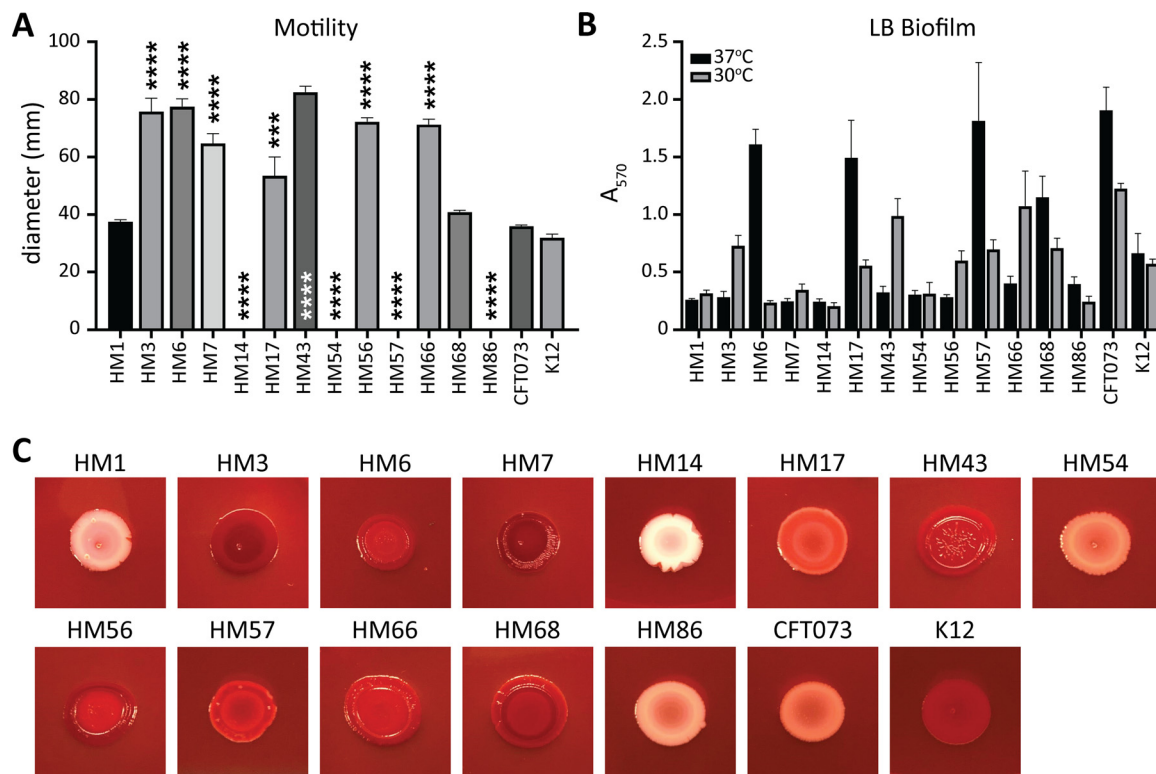 A
Motility
diameter (mm)
100
80
60
40
20
0
****
****
****
****
***
****
****
****
****
****
****
HM1
HM3
HM6
HM7
HM14
HM17
HM43
HM54
HM56
HM57
HM66
HM68
HM86
CFT073
K12
B
LB Biofilm
37°C
30°C
A570
2.5
2.0
1.5
1.0
0.5
0
HM1
HM3
HM6
HM7
HM14
HM17
HM43
HM54
HM56
HM57
HM66
HM68
HM86
CFT073
K12
C
HM1 HM3 HM6 HM7 HM14 HM17 HM43 HM54
HM56 HM57 HM66 HM68 HM86 CFT073 K12